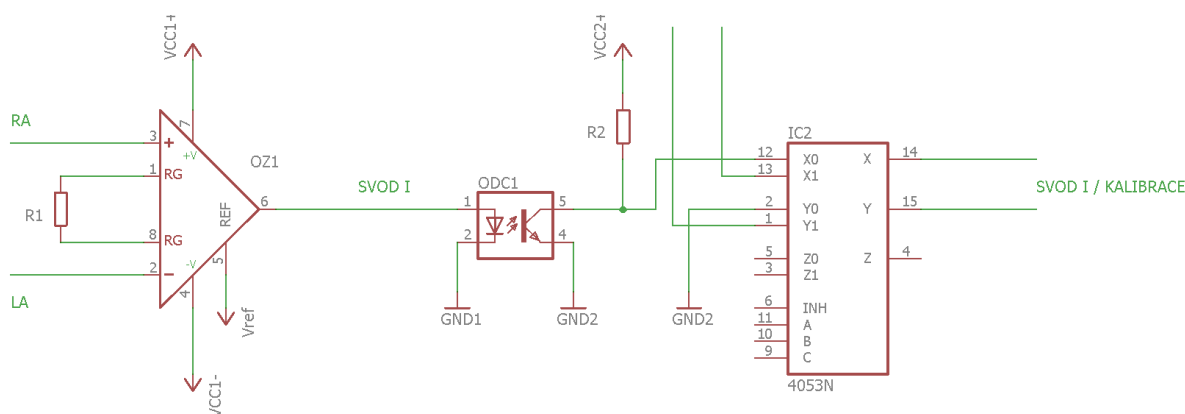 VCC1+
VCC2+
RA
3
+
7
+V
1
RG
OZ1
R1
6
REF
8
RG
2
-
-V
4
5
LA
Vref
VCC1-
SVOD I
ODC1
1
5
2
4
GND1
GND2
R2
GND2
IC2
12
X0
X
14
13
X1
2
Y0
Y
15
1
Y1
5
Z0
Z
4
3
Z1
6
INH
11
A
10
B
9
C
4053N
SVOD I / KALIBRACE